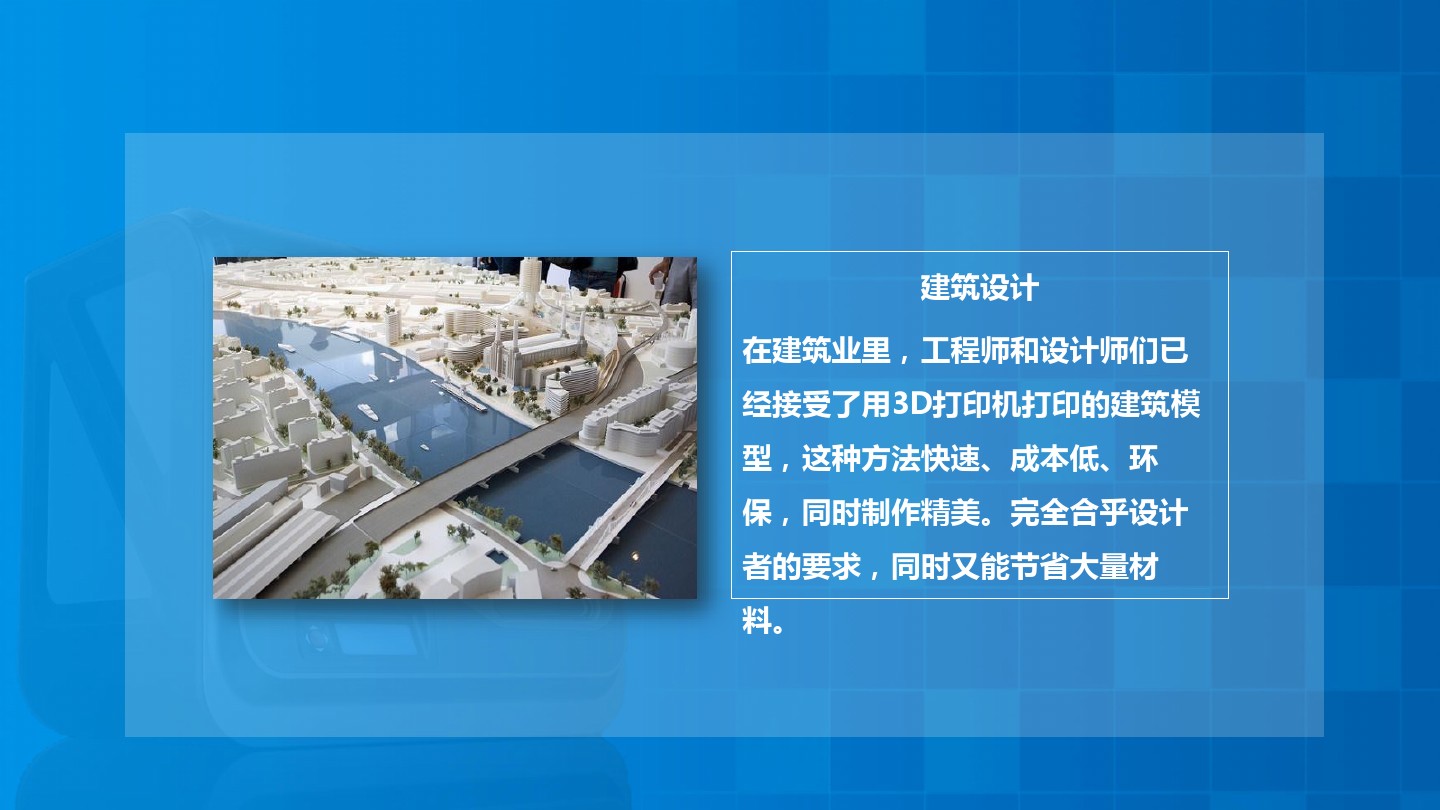 建筑设计
在建筑业里，工程师和设计师们已
经接受了用3D打印机打印的建筑模
型，这种方法快速、成本低、环
保，同时制作精美。完全合乎设计
者的要求，同时又能节省大量材
料。